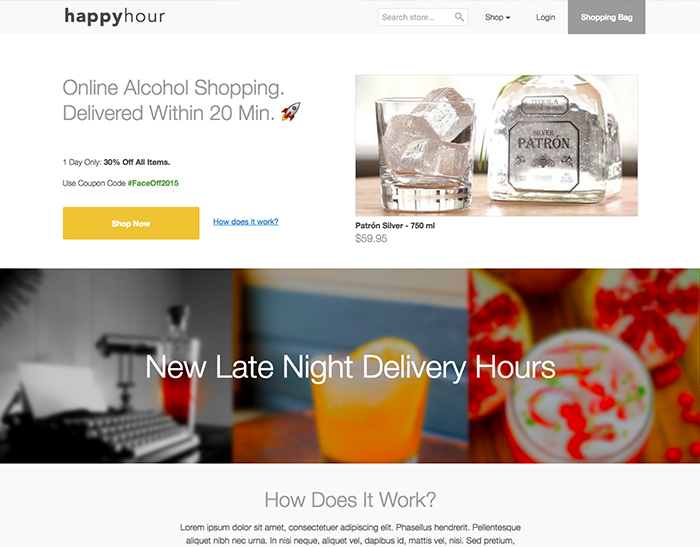 happyhour
Search store...
Shop
Login
Shopping Bag
Online Alcohol Shopping.
Delivered Within 20 Min. 🚀
1 Day Only: 30% Off All Items.
Use Coupon Code #FaceOff2015
Shop Now
How does it work?
TEQUILA
SILVER
PATRÓN
Patrón Silver - 750 ml
$59.95
New Late Night Delivery Hours
How Does It Work?
Lorem ipsum dolor sit amet, consectetuer adipiscing elit. Phasellus hendrerit. Pellentesque
aliquet nibh nec urna. In nisi neque, aliquet vel, dapibus id, mattis vel, nisi. Sed pretium,